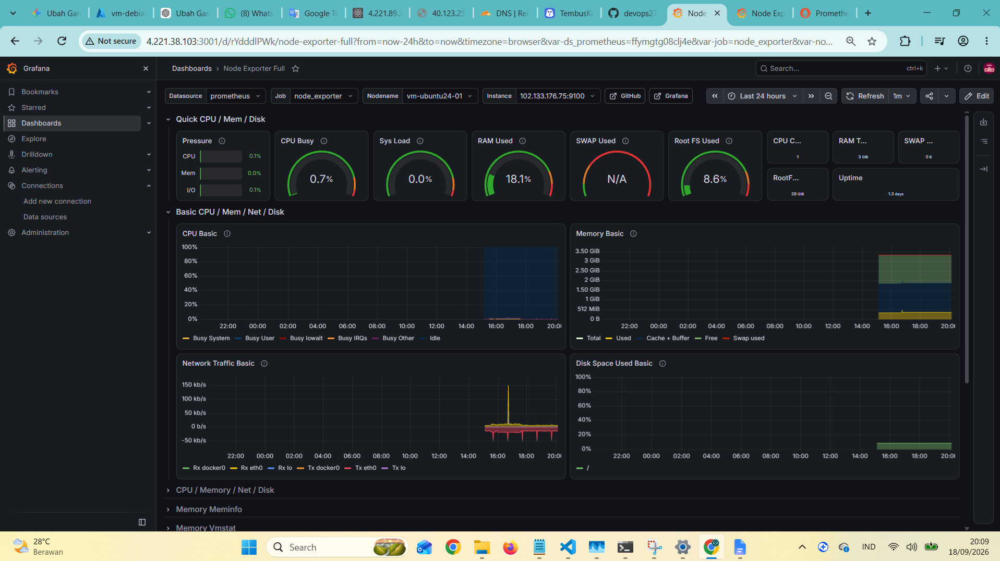 Ubah Gam
vm-debia
Ubah Gam
(8) Whats
Google Te
4.221.89.2
40.123.25
DNS | Rec
TembusKe
devops27
Node
Node Exp
Promethe
Not secure
4.221.38.103:3001/d/rYdddlPWk/node-exporter-full?from=now-24h&to=now&timezone=browser&var-ds_prometheus=ffymgtg08clj4e&var-job=node_exporter&var-no...
Grafana
Dashboards › Node Exporter Full
Search...
ctrl+k
Bookmarks
Starred
Dashboards
Explore
Drilldown
Alerting
Connections
Add new connection
Data sources
Administration
Datasource prometheus
Job node_exporter
Nodename vm-ubuntu24-01
Instance 102.133.176.75:9100
GitHub
Grafana
Last 24 hours
Refresh 1m
Edit
Quick CPU / Mem / Disk
Pressure
CPU 0.1%
Mem 0.0%
I/O 0.1%
CPU Busy
0.7%
Sys Load
0.0%
RAM Used
18.1%
SWAP Used
N/A
Root FS Used
8.6%
CPU C...
1
RAM T...
3 GiB
SWAP ...
0 B
RootF...
28 GiB
Uptime
1.3 days
Basic CPU / Mem / Net / Disk
CPU Basic
100%
80%
60%
40%
20%
0%
22:00 00:00 02:00 04:00 06:00 08:00 10:00 12:00 14:00 16:00 18:00 20:00
Busy System Busy User Busy Iowait Busy IRQs Busy Other Idle
Memory Basic
3.50 GiB
3 GiB
2.50 GiB
2 GiB
1.50 GiB
1 GiB
512 MiB
0 B
22:00 00:00 02:00 04:00 06:00 08:00 10:00 12:00 14:00 16:00 18:00 20:00
Total Used Cache + Buffer Free Swap used
Network Traffic Basic
150 kb/s
100 kb/s
50 kb/s
0 b/s
-50 kb/s
22:00 00:00 02:00 04:00 06:00 08:00 10:00 12:00 14:00 16:00 18:00 20:00
Rx docker0 Rx eth0 Rx lo Tx docker0 Tx eth0 Tx lo
Disk Space Used Basic
100%
80%
60%
40%
20%
0%
22:00 00:00 02:00 04:00 06:00 08:00 10:00 12:00 14:00 16:00 18:00 20:00
/
CPU / Memory / Net / Disk
Memory Meminfo
Memory Vmstat
28°C
Berawan
Search
IND
20:09
18/09/2026